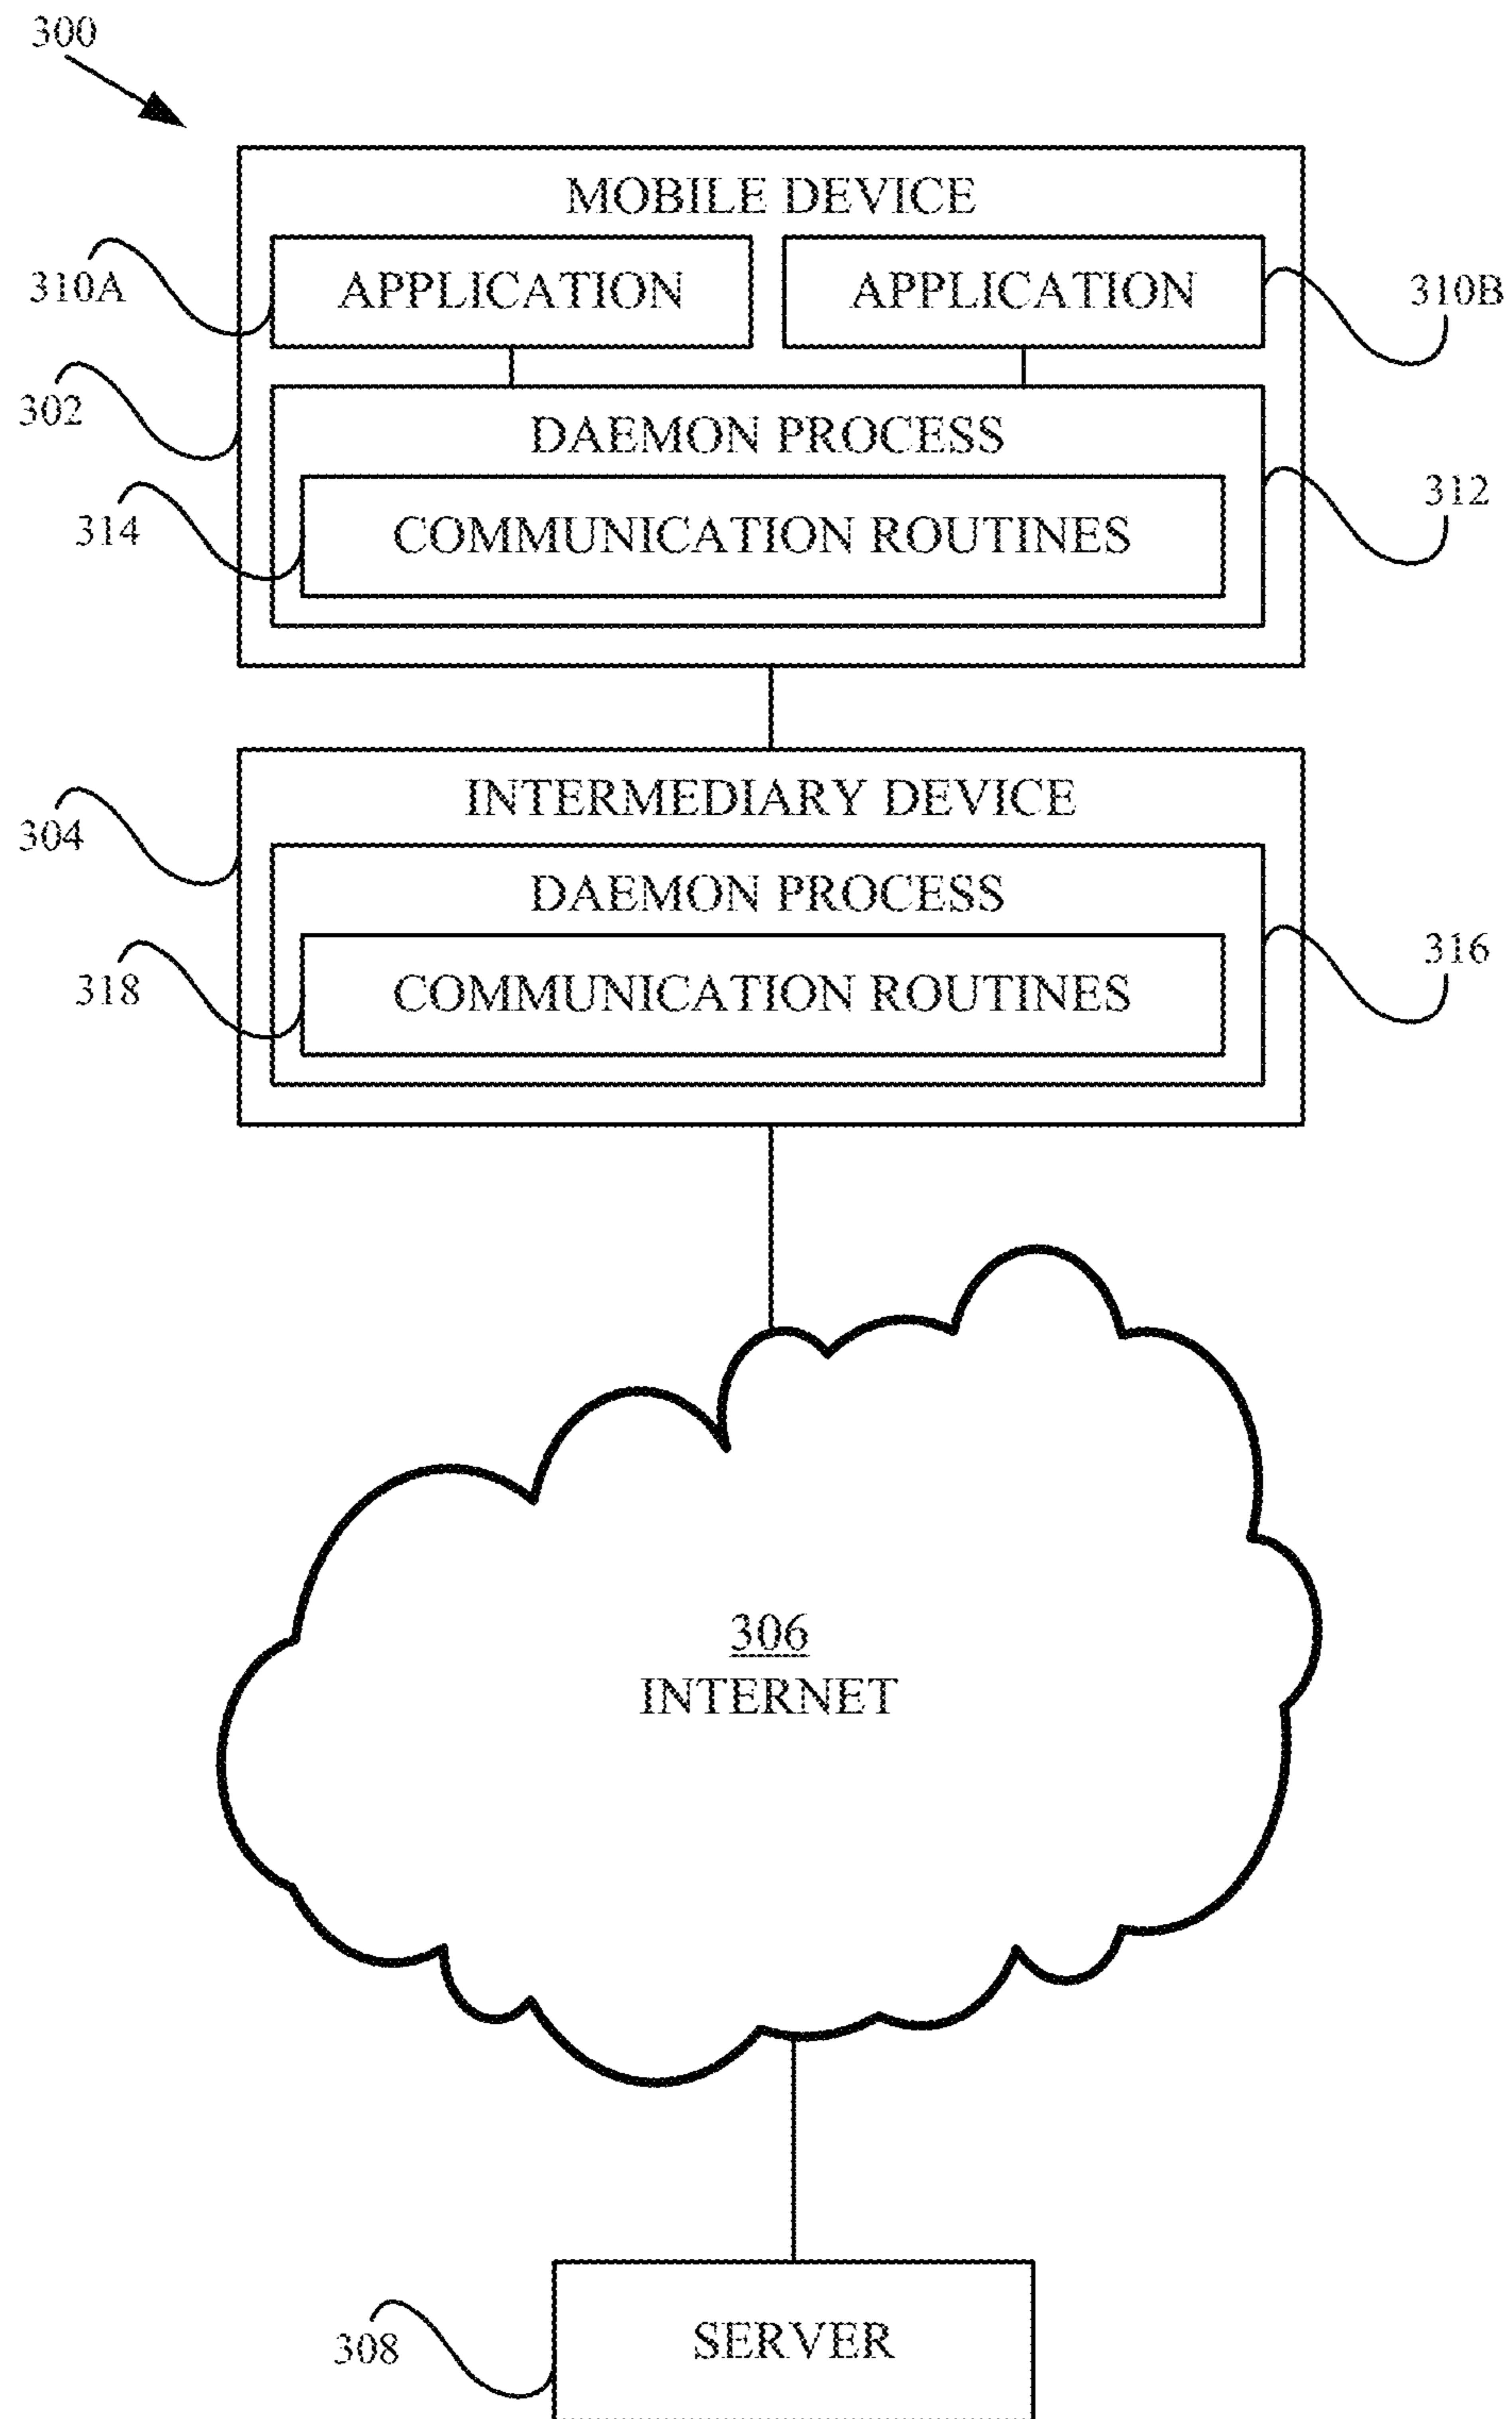 300
MOBILE DEVICE
310A
APPLICATION
APPLICATION
310B
302
DAEMON PROCESS
314
COMMUNICATION ROUTINES
312
INTERMEDIARY DEVICE
304
DAEMON PROCESS
318
COMMUNICATION ROUTINES
316
306
INTERNET
308
SERVER